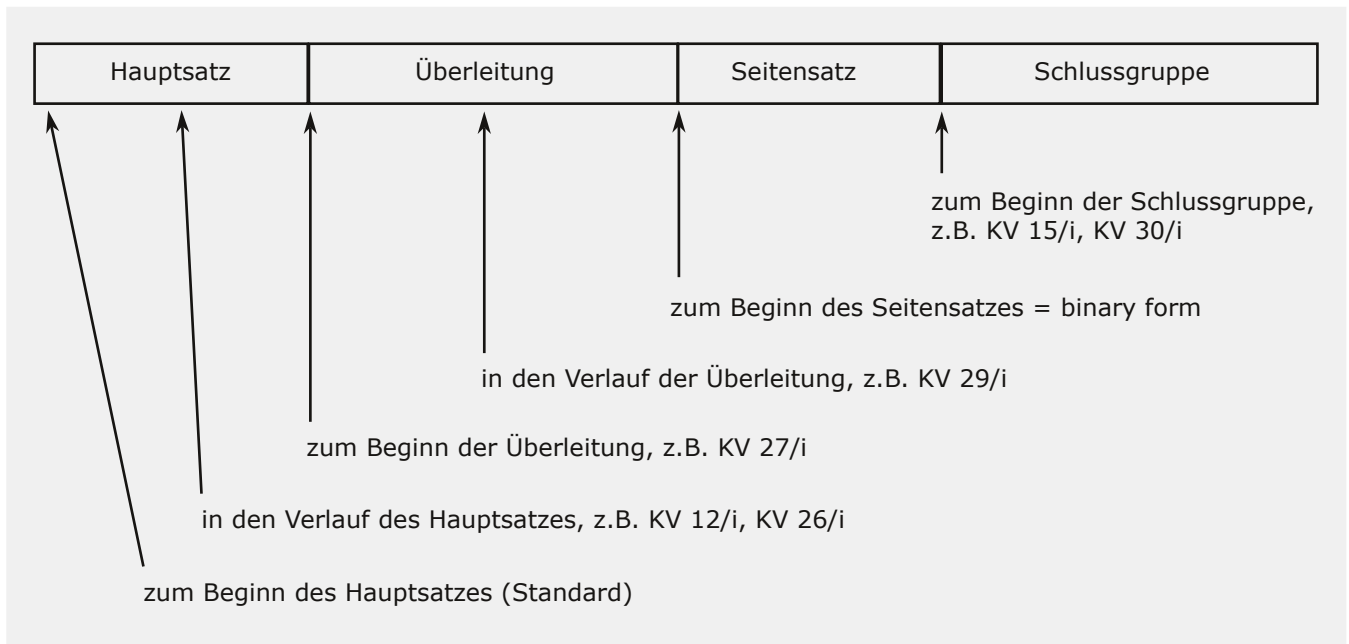 Hauptsatz
Überleitung
Seitensatz
Schlussgruppe
zum Beginn der Schlussgruppe,
z.B. KV 15/i, KV 30/i
zum Beginn des Seitensatzes = binary form
in den Verlauf der Überleitung, z.B. KV 29/i
zum Beginn der Überleitung, z.B. KV 27/i
in den Verlauf des Hauptsatzes, z.B. KV 12/i, KV 26/i
zum Beginn des Hauptsatzes (Standard)